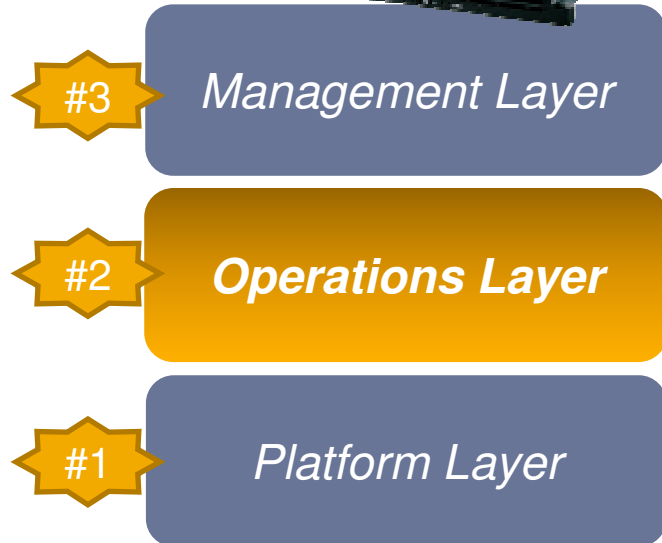 #3 Management Layer
#2 Operations Layer
#1 Platform Layer